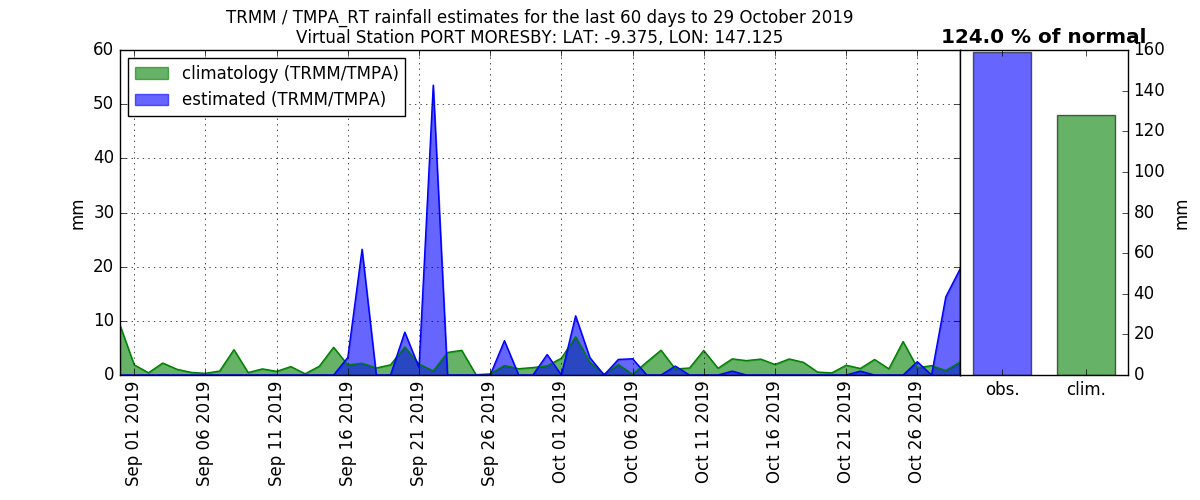 TRMM / TMPA_RT rainfall estimates for the last 60 days to 29 October 2019
Virtual Station PORT MORESBY: LAT: -9.375, LON: 147.125
124.0 % of normal
climatology (TRMM/TMPA)
estimated (TRMM/TMPA)
60
50
40
30
20
10
0
mm
Sep 01 2019
Sep 06 2019
Sep 11 2019
Sep 16 2019
Sep 21 2019
Sep 26 2019
Oct 01 2019
Oct 06 2019
Oct 11 2019
Oct 16 2019
Oct 21 2019
Oct 26 2019
obs.
clim.
160
140
120
100
80
60
40
20
0
mm